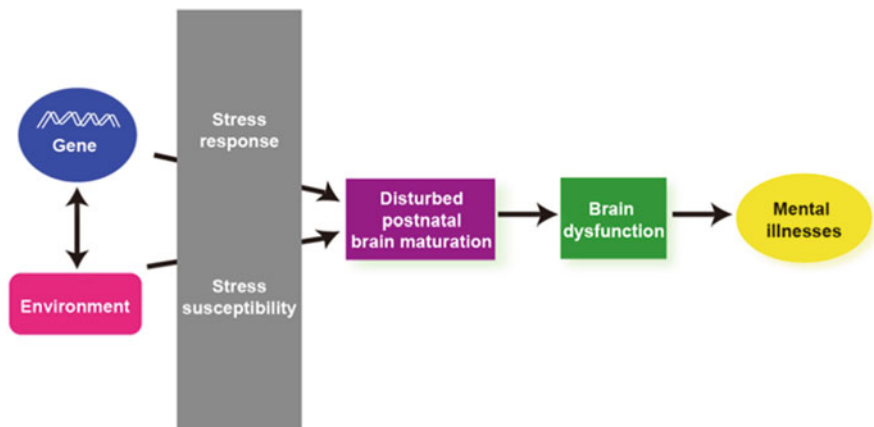 Gene
Environment
Stress
response
Stress
susceptibility
Disturbed
postnatal
brain maturation
Brain
dysfunction
Mental
illnesses